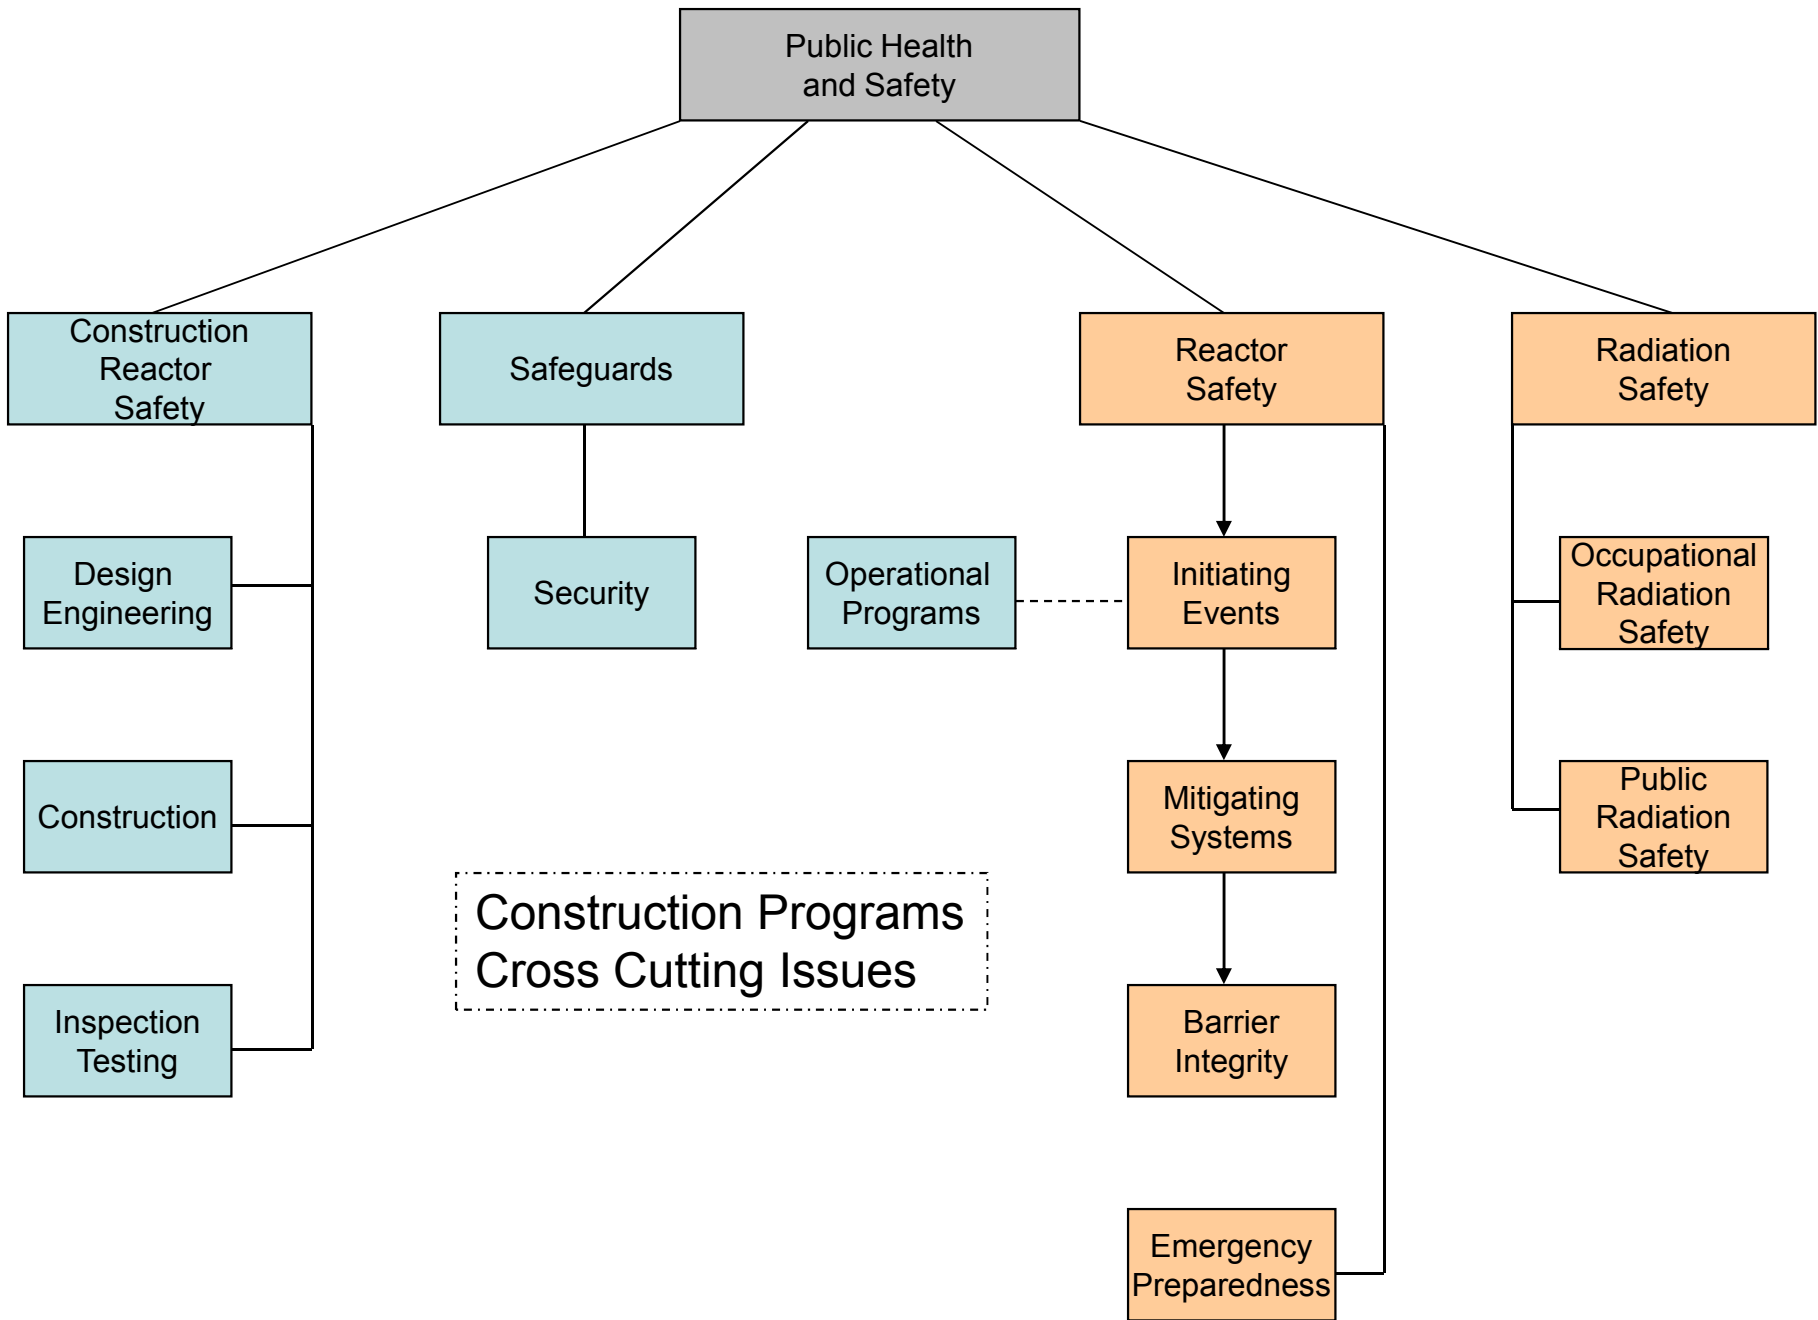 Public Health
and Safety
Construction
Reactor
Safety
Safeguards
Reactor
Safety
Radiation
Safety
Design
Engineering
Security
Operational
Programs
Initiating
Events
Occupational
Radiation
Safety
Construction
Mitigating
Systems
Public
Radiation
Safety
Construction Programs
Cross Cutting Issues
Inspection
Testing
Barrier
Integrity
Emergency
Preparedness